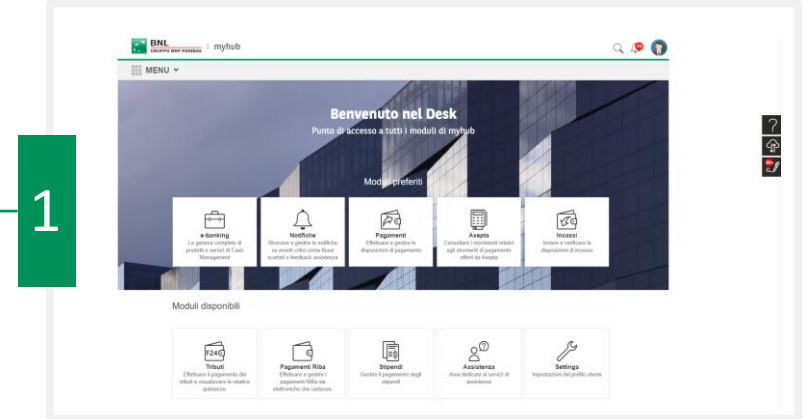 1
BNL
GRUPPO BNP PARIBAS
myhub
MENU
Benvenuto nel Desk
Punto di accesso a tutti i moduli di myhub
Moduli preferiti
e-banking
La gamma completa di
prodotti e servizi di Cash
Management
Notifiche
Ricevere e gestire le notifiche
su eventi critici come flussi
scartati o feedback assistenza
Pagamenti
Effettuare e gestire le
disposizioni di pagamento
Axepta
Consultare i movimenti relativi
agli strumenti di pagamento
offerti da Axepta
Incassi
Inviare e verificare le
disposizioni di incasso
Moduli disponibili
F24
Tributi
Effettuare il pagamento dei
tributi e visualizzare le relative
quietanze
Pagamenti Riba
Effettuare e gestire i
pagamenti RiBa sia
elettroniche che cartacee
Stipendi
Gestire il pagamento degli
stipendi
Assistenza
Area dedicata ai servizi di
assistenza
Settings
Impostazioni del profilo utente